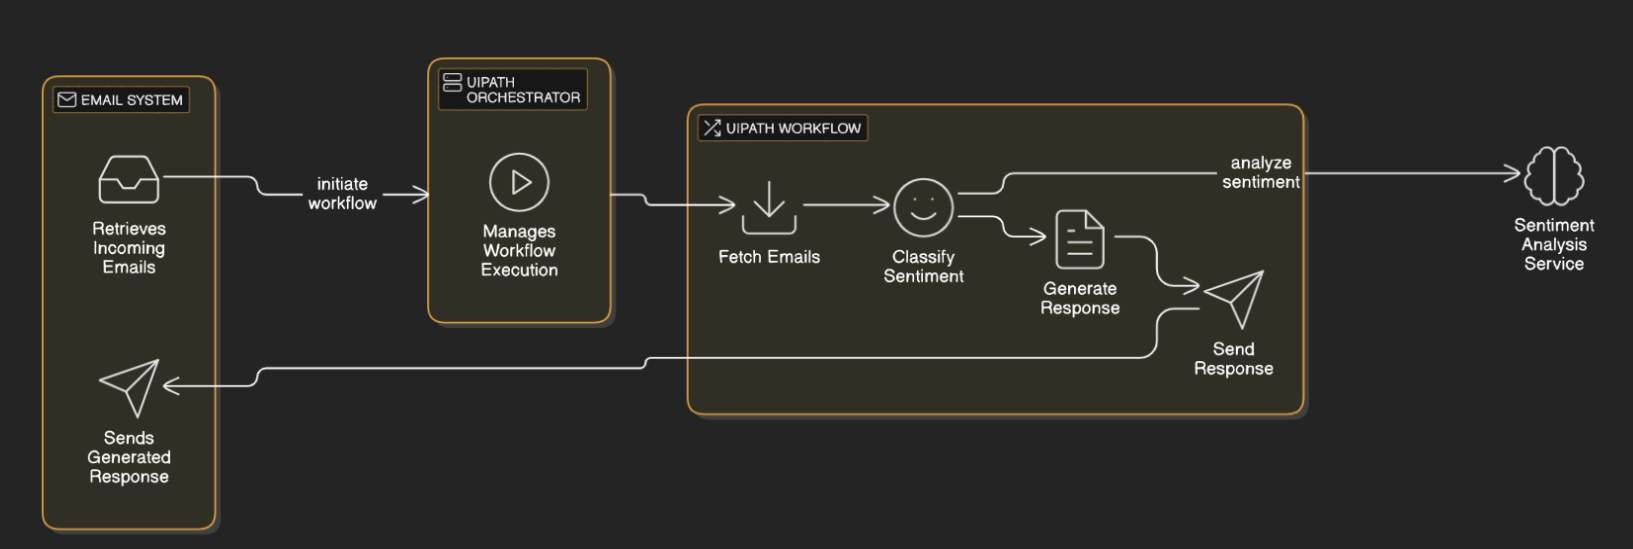 EMAIL SYSTEM
Retrieves
Incoming
Emails
Sends
Generated
Response
initiate
workflow
UIPATH
ORCHESTRATOR
Manages
Workflow
Execution
UIPATH WORKFLOW
Fetch Emails
Classify
Sentiment
Generate
Response
Send
Response
analyze
sentiment
Sentiment
Analysis
Service